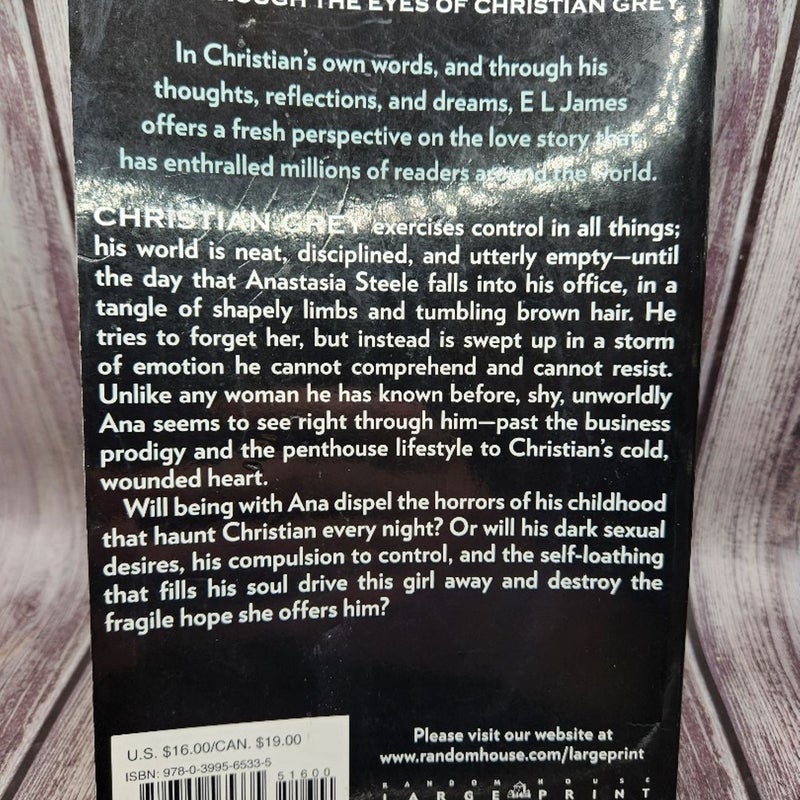 THROUGH THE EYES OF CHRISTIAN GREY
In Christian's own words, and through his
thoughts, reflections, and dreams, E L James
offers a fresh perspective on the love story that
has enthralled millions of readers around the world.
CHRISTIAN GREY exercises control in all things;
his world is neat, disciplined, and utterly empty—until
the day that Anastasia Steele falls into his office, in a
tangle of shapely limbs and tumbling brown hair. He
tries to forget her, but instead is swept up in a storm
of emotion he cannot comprehend and cannot resist.
Unlike any woman he has known before, shy, unworldly
Ana seems to see right through him—past the business
prodigy and the penthouse lifestyle to Christian's cold,
wounded heart.
Will being with Ana dispel the horrors of his childhood
that haunt Christian every night? Or will his dark sexual
desires, his compulsion to control, and the self-loathing
that fills his soul drive this girl away and destroy the
fragile hope she offers him?
U.S. $16.00/CAN. $19.00
ISBN: 978-0-3995-6533-5
51600
Please visit our website at
www.randomhouse.com/largeprint
RANDOM HOUSE
LARGE PRINT